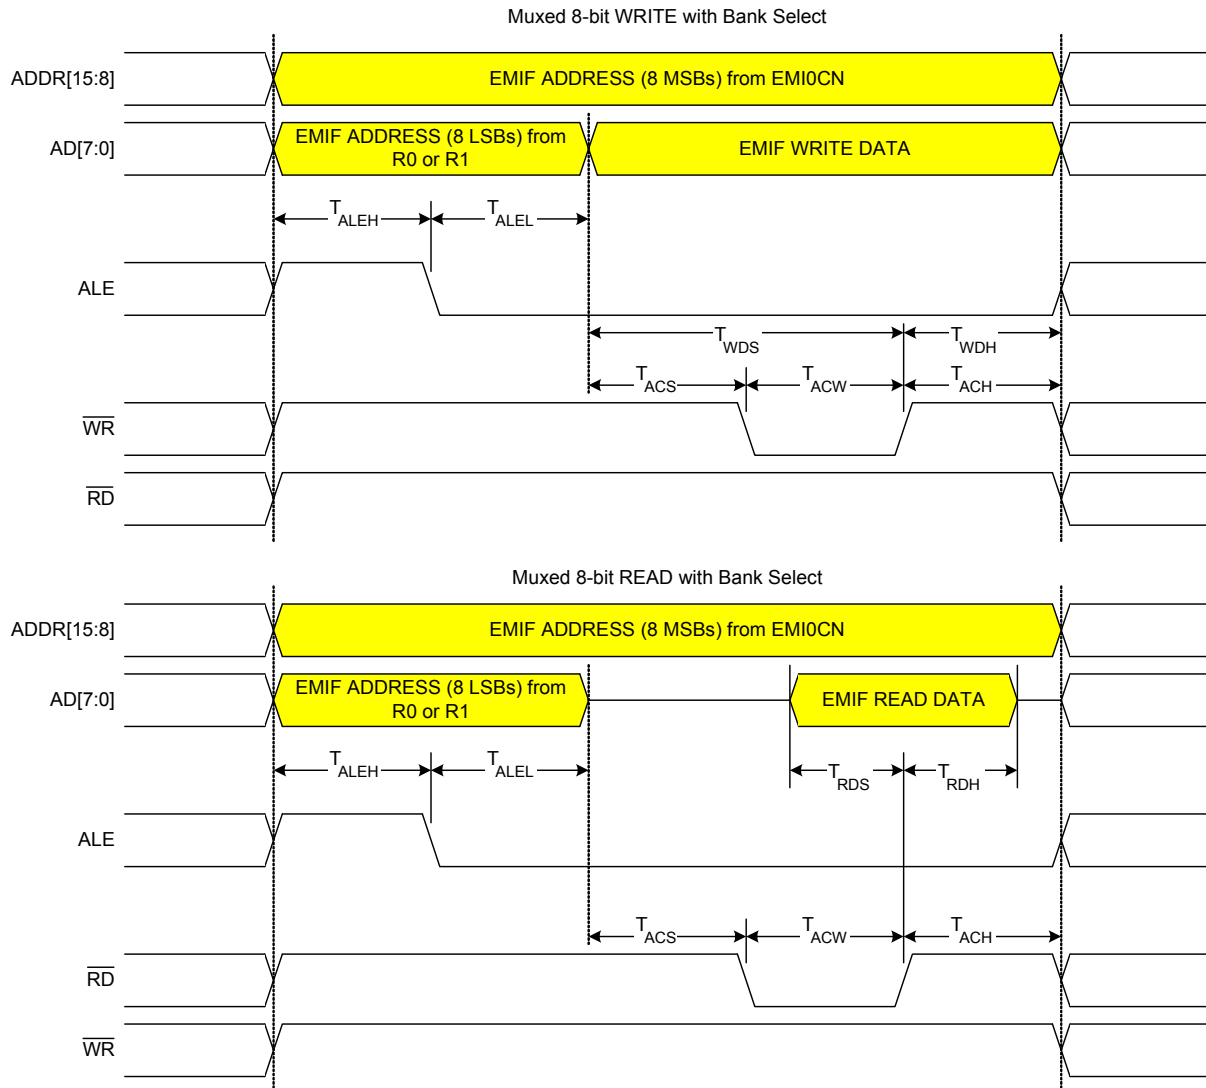 Muxed 8-bit WRITE with Bank Select
ADDR[15:8]
EMIF ADDRESS (8 MSBs) from EMI0CN
AD[7:0]
EMIF ADDRESS (8 LSBs) from
R0 or R1
EMIF WRITE DATA
TALEH
TALEL
ALE
TWDS
TWDH
TACS
TACW
TACH
WR
RD
Muxed 8-bit READ with Bank Select
ADDR[15:8]
EMIF ADDRESS (8 MSBs) from EMI0CN
AD[7:0]
EMIF ADDRESS (8 LSBs) from
R0 or R1
EMIF READ DATA
TALEH
TALEL
TRDS
TRDH
ALE
TACS
TACW
TACH
RD
WR